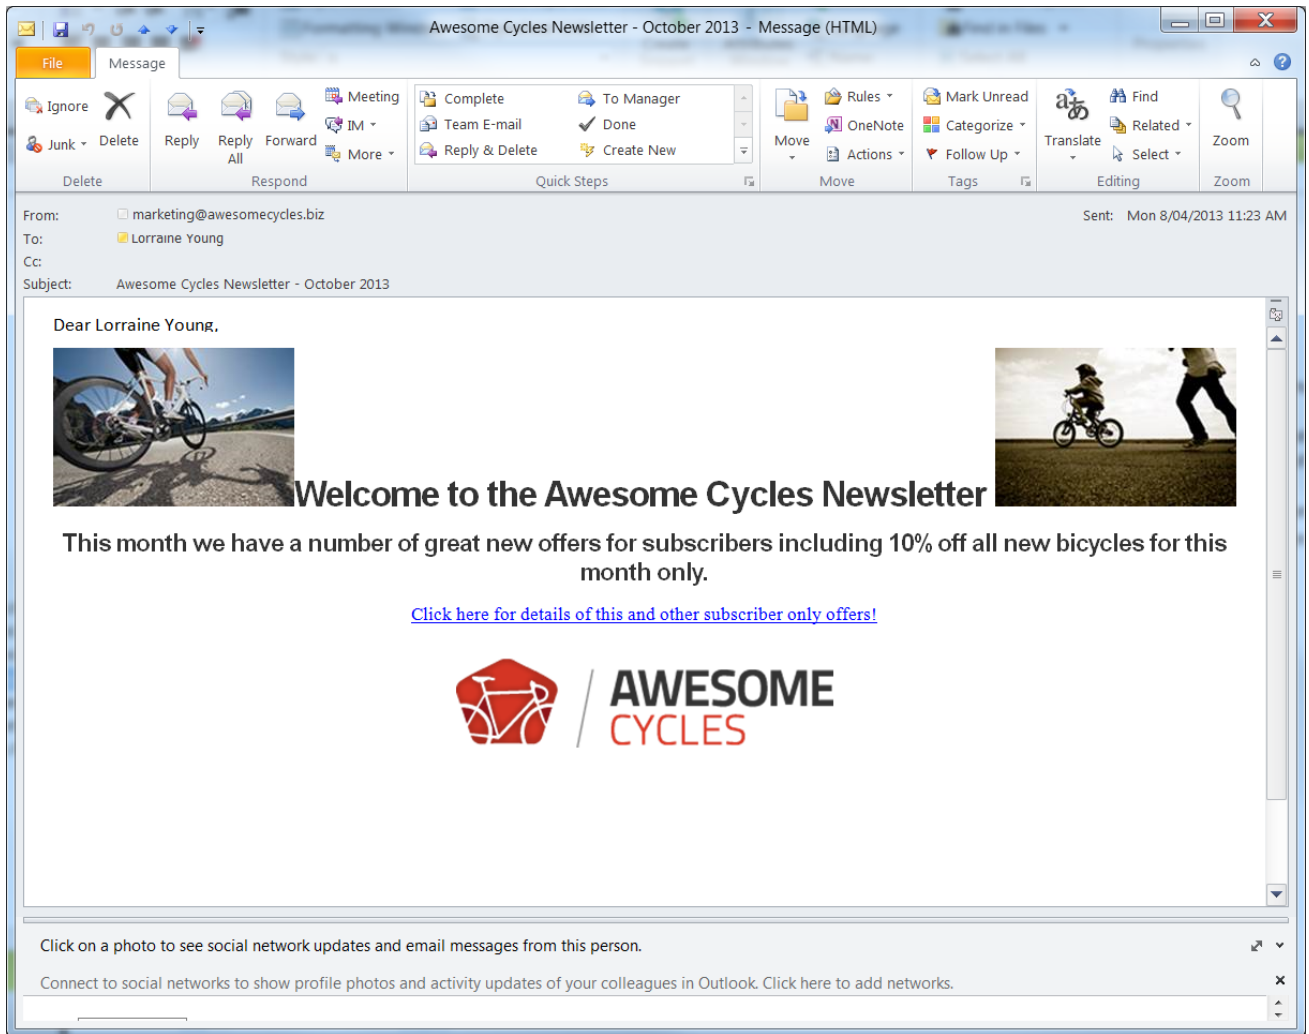 Awesome Cycles Newsletter - October 2013 - Message (HTML)
File
Message
Ignore
Junk
Delete
Delete
Reply
Reply All
Forward
Meeting
IM
More
Respond
Complete
To Manager
Team E-mail
Done
Reply & Delete
Create New
Quick Steps
Move
Rules
OneNote
Actions
Move
Mark Unread
Categorize
Follow Up
Tags
Translate
Find
Related
Select
Editing
Zoom
Zoom
From: marketing@awesomecycles.biz
Sent: Mon 8/04/2013 11:23 AM
To: Lorraine Young
Cc:
Subject: Awesome Cycles Newsletter - October 2013
Dear Lorraine Young,
Welcome to the Awesome Cycles Newsletter
This month we have a number of great new offers for subscribers including 10% off all new bicycles for this
month only.
Click here for details of this and other subscriber only offers!
AWESOME
CYCLES
Click on a photo to see social network updates and email messages from this person.
Connect to social networks to show profile photos and activity updates of your colleagues in Outlook. Click here to add networks.